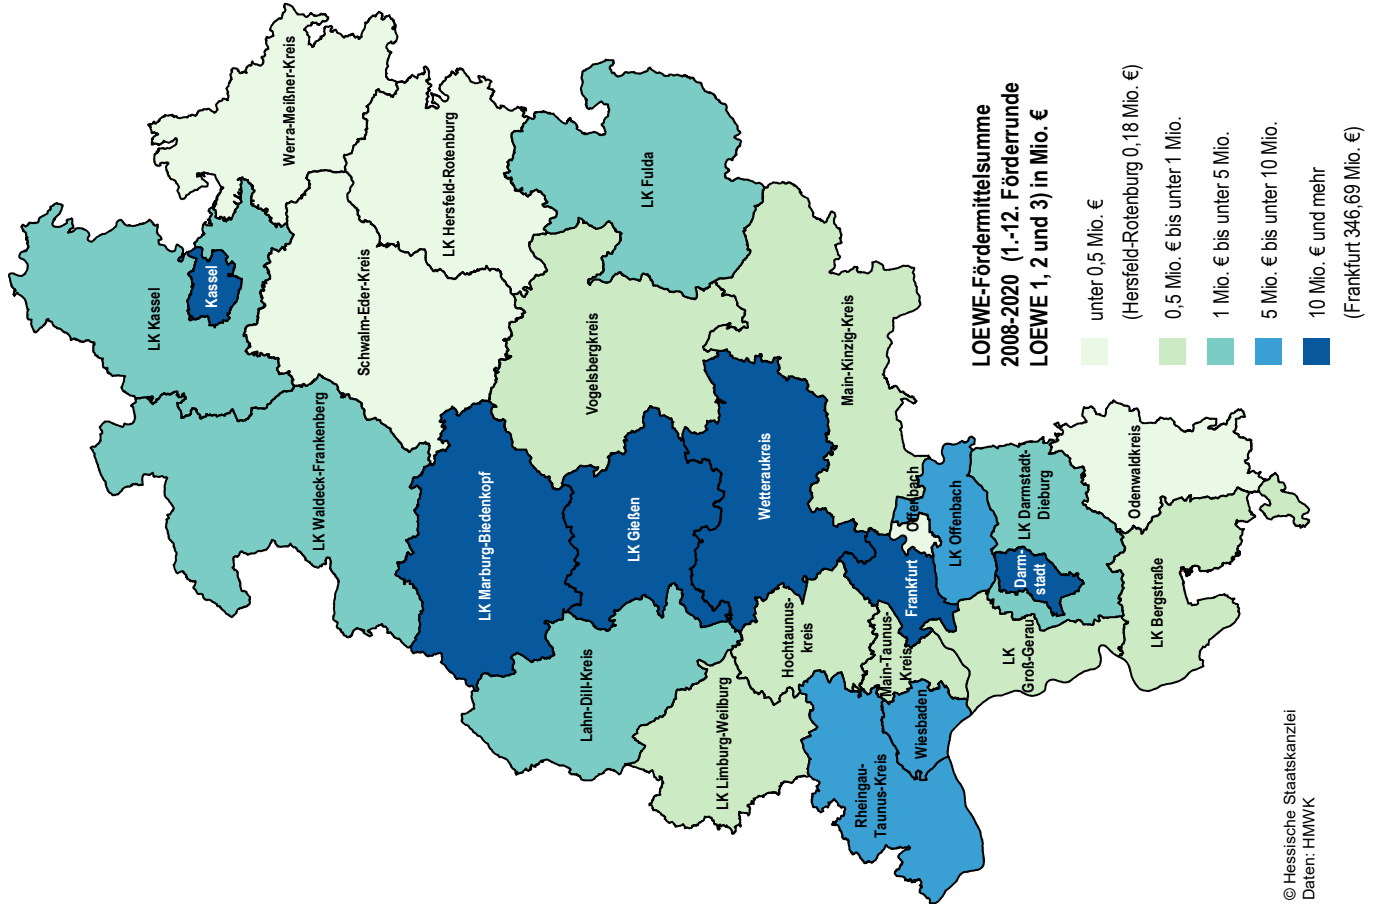 LK Kassel
Kassel
Werra-Meißner-Kreis
LK Waldeck-Frankenberg
Schwalm-Eder-Kreis
LK Hersfeld-Rotenburg
LK Marburg-Biedenkopf
Vogelsbergkreis
LK Fulda
Lahn-Dill-Kreis
LK Gießen
LK Limburg-Weilburg
Hochtaunus-
kreis
Wetteraukreis
Main-Kinzig-Kreis
Rheingau-
Taunus-Kreis
Wiesbaden
Main-Taunus-
Kreis
Frankfurt
Offenbach
LK Offenbach
LK
Groß-Gerau
Darm-
stadt
LK Darmstadt-
Dieburg
LK Bergstraße
Odenwaldkreis
LOEWE-Fördermittelsumme
2008-2020 (1.-12. Förderrunde
LOEWE 1, 2 und 3) in Mio. €
unter 0,5 Mio. €
(Hersfeld-Rotenburg 0,18 Mio. €)
0,5 Mio. € bis unter 1 Mio.
1 Mio. € bis unter 5 Mio.
5 Mio. € bis unter 10 Mio.
10 Mio. € und mehr
(Frankfurt 346,69 Mio. €)
© Hessische Staatskanzlei
Daten: HMWK